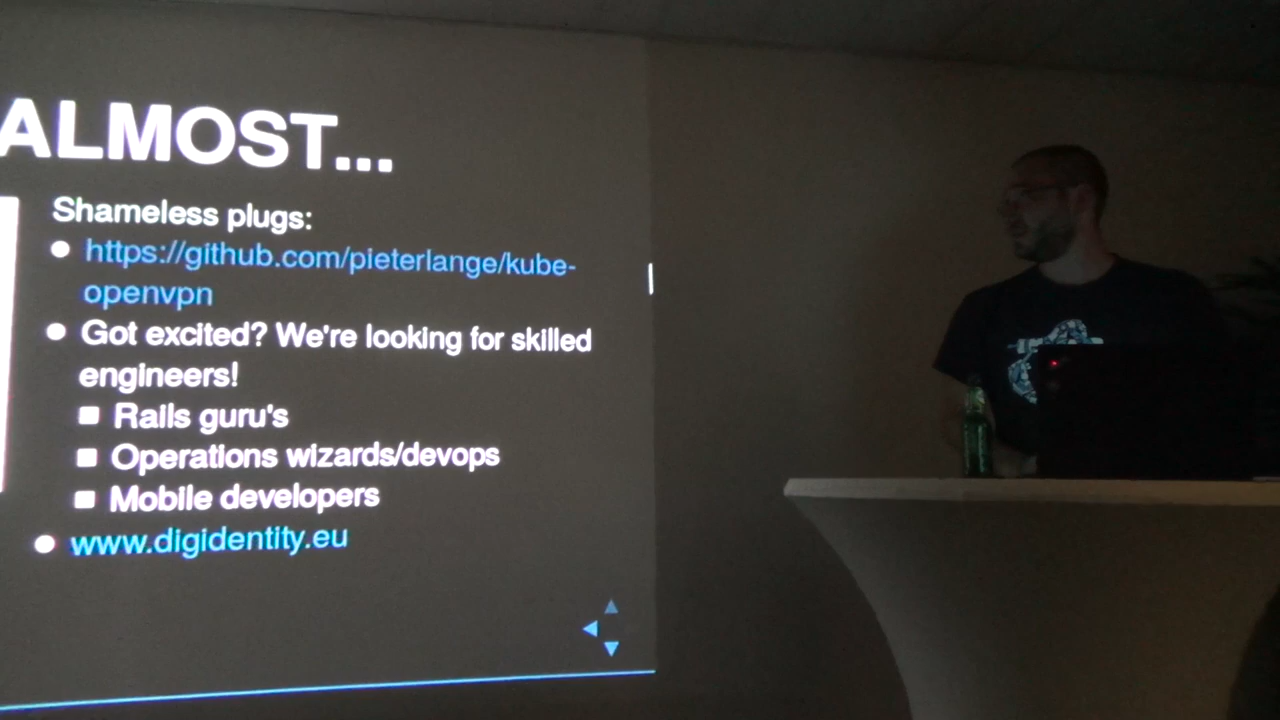 ALMOST...
Shameless plugs:
https://github.com/pieterlange/kube-
openvpn
Got excited? We're looking for skilled
engineers!
Rails guru's
Operations wizards/devops
Mobile developers
www.digidentity.eu